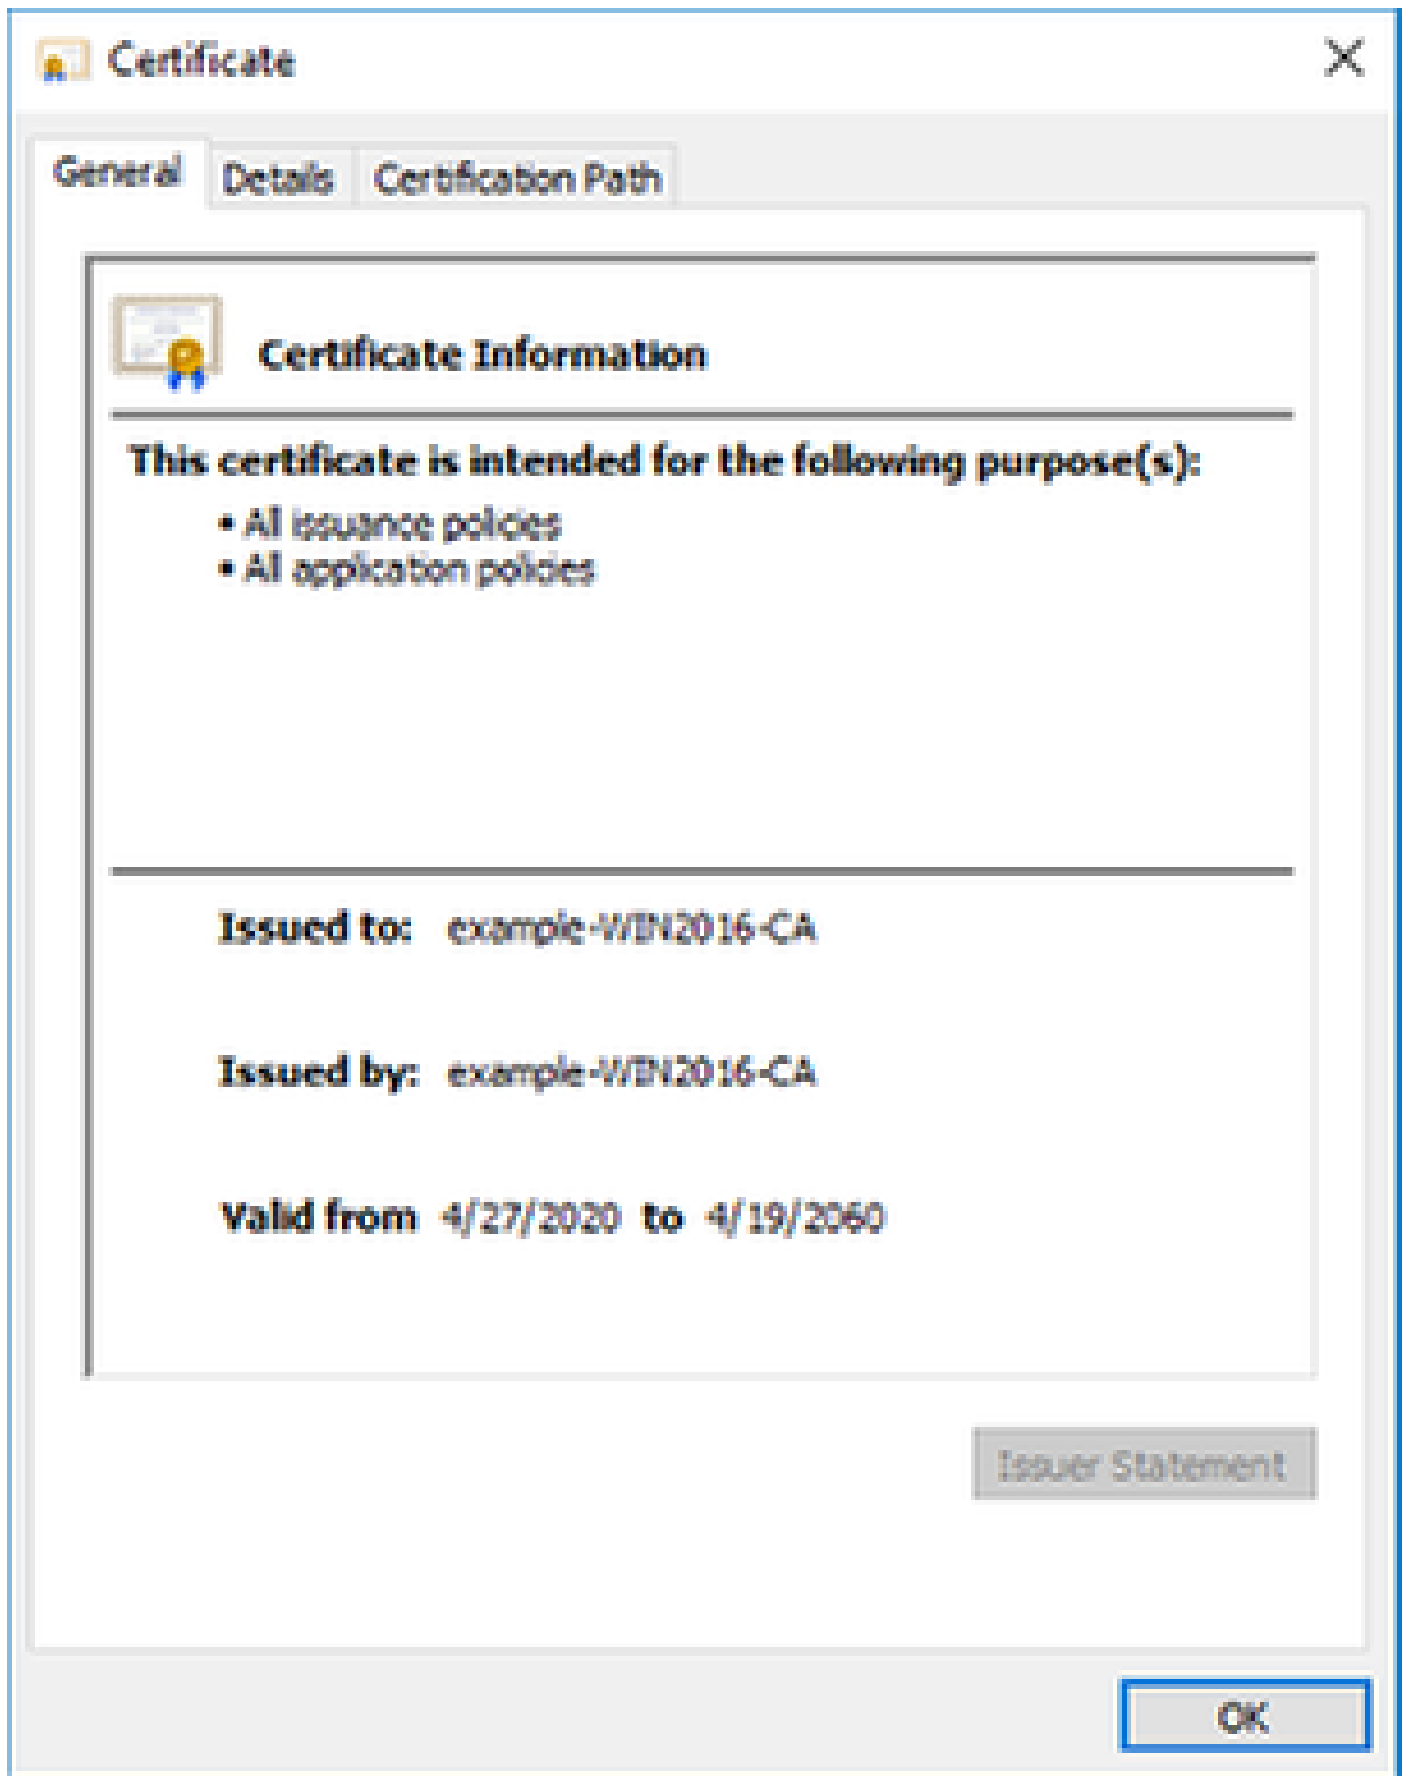 Certificate
General Details Certification Path
Certificate Information
This certificate is intended for the following purpose(s):
• All issuance policies
• All application policies
Issued to: example-WIN2016-CA
Issued by: example-WIN2016-CA
Valid from 4/27/2020 to 4/19/2060
Issuer Statement
OK